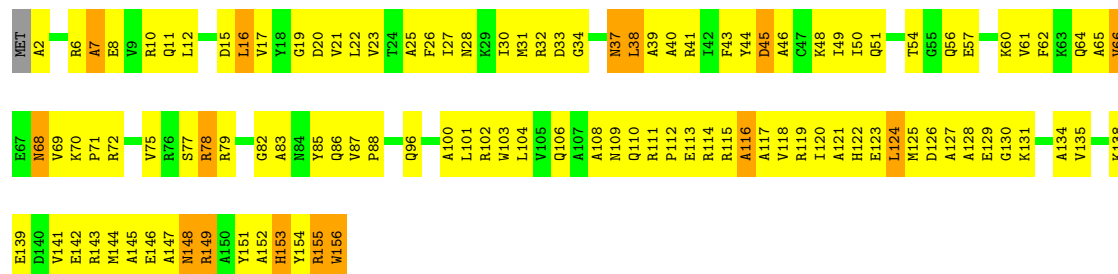 MET A2 R6 A7 E8 V9 R10 Q11 L12 D15 L16 V17 Y18 G19 D20 V21 L22 V23 T24 A25 F26 I27 N28 K29 I30 M31 R32 D33 G34 N37 L38 A39 A40 R41 I42 F43 Y44 D45 A46 C47 K48 I49 I50 Q51 T54 G55 Q56 E57 K60 V61 F62 K63 Q64 A65 V66
E67 N68 V69 K70 P71 R72 V75 R76 S77 R78 R79 G82 A83 N84 Y85 Q86 V87 P88 Q96 A100 L101 R102 W103 L104 V105 Q106 A107 A108 N109 Q110 R111 P112 E113 R114 R115 A116 A117 V118 R119 I120 A121 H122 E123 L124 M125 D126 A127 A128 E129 G130 K131 A134 V135 K138
E139 D140 V141 E142 R143 M144 A145 E146 A147 N148 R149 A150 Y151 A152 H153 Y154 R155 W156